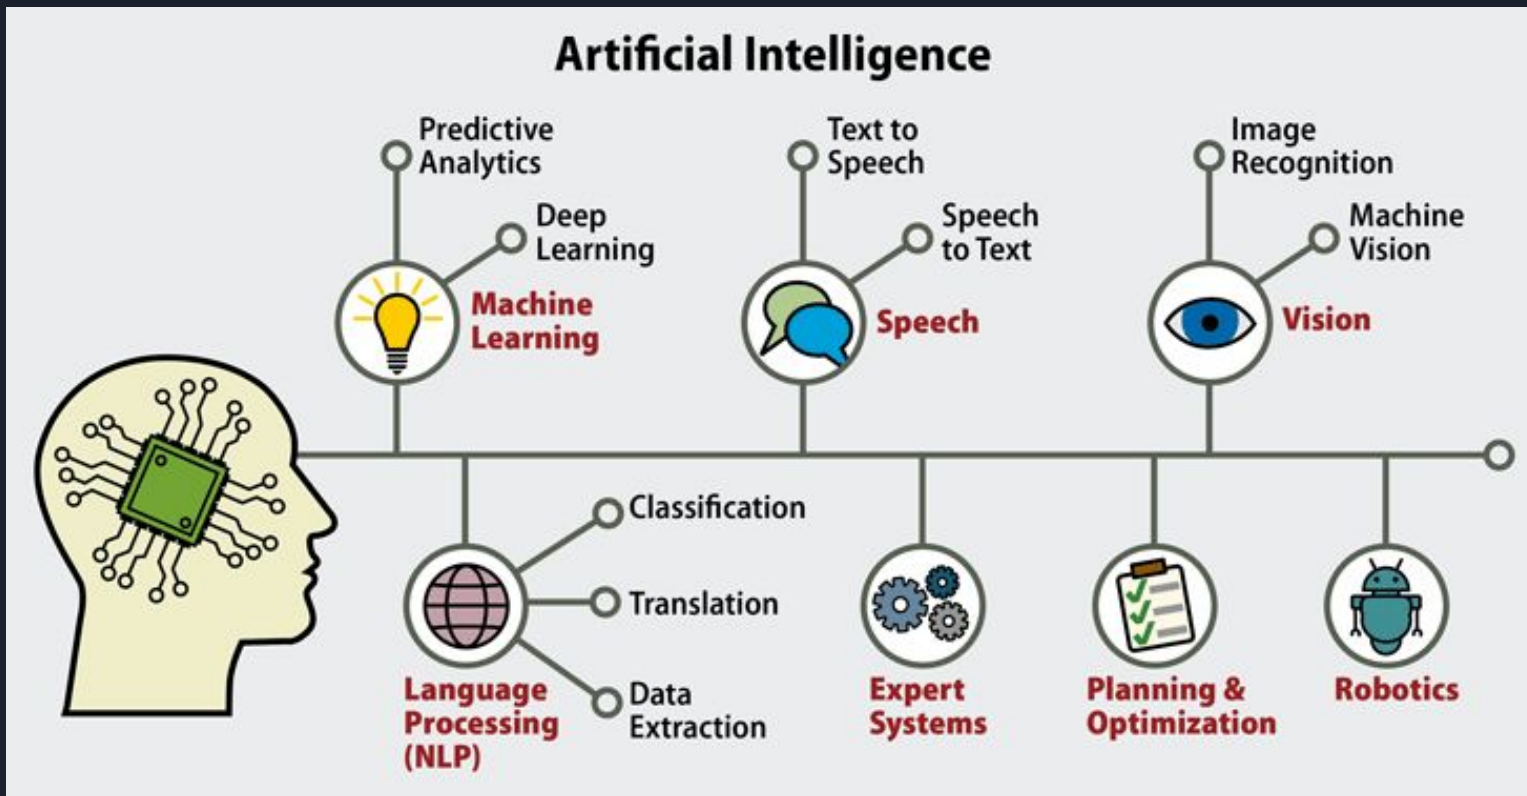 Artificial Intelligence
Predictive
Analytics
Deep
Learning
Machine
Learning
Text to
Speech
Speech
to Text
Speech
Image
Recognition
Machine
Vision
Vision
Classification
Translation
Data
Extraction
Language
Processing
(NLP)
Expert
Systems
Planning &
Optimization
Robotics